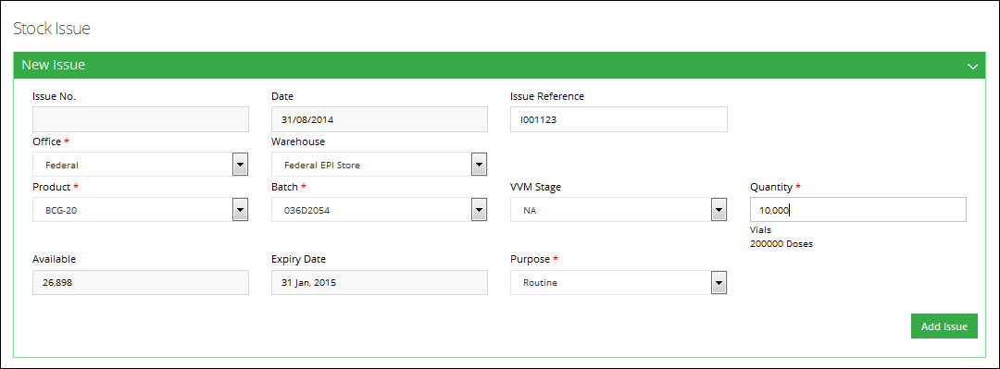 Stock Issue
New Issue
Issue No. Date Issue Reference
31/08/2014 I001123
Office * Warehouse
Federal Federal EPI Store
Product * Batch * VVM Stage Quantity *
BCG-20 036D2054 NA 10,000
Vials
200000 Doses
Available Expiry Date Purpose *
26,898 31 Jan, 2015 Routine
Add Issue